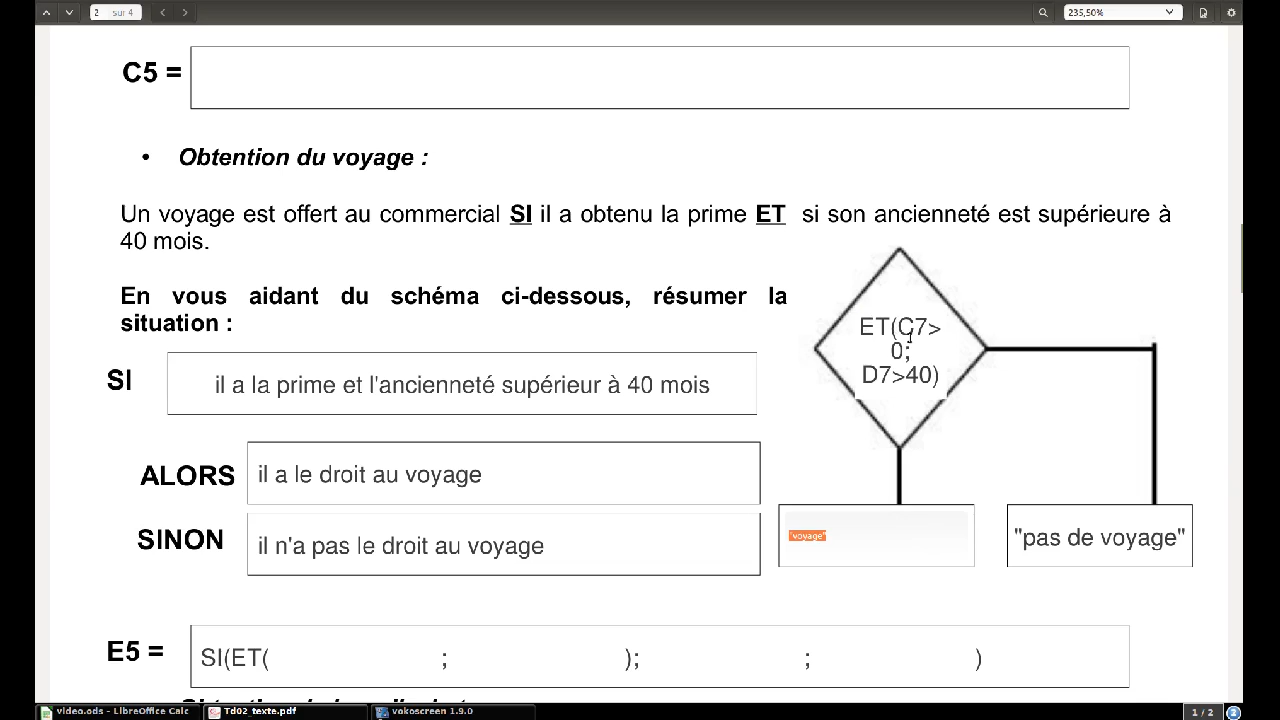 2 sur 4
235,50%
C5 =
• Obtention du voyage :
Un voyage est offert au commercial SI il a obtenu la prime ET si son ancienneté est supérieure à
40 mois.
En vous aidant du schéma ci-dessous, résumer la
situation :
ET(C7>
0;
D7>40)
SI il a la prime et l'ancienneté supérieur à 40 mois
ALORS il a le droit au voyage
SINON il n'a pas le droit au voyage
"voyage"
"pas de voyage"
E5 = SI(ET( ; ); ; )
video.ods - LibreOffice Calc
Td02_texte.pdf
vokoscreen 1.9.0
1 / 2
2